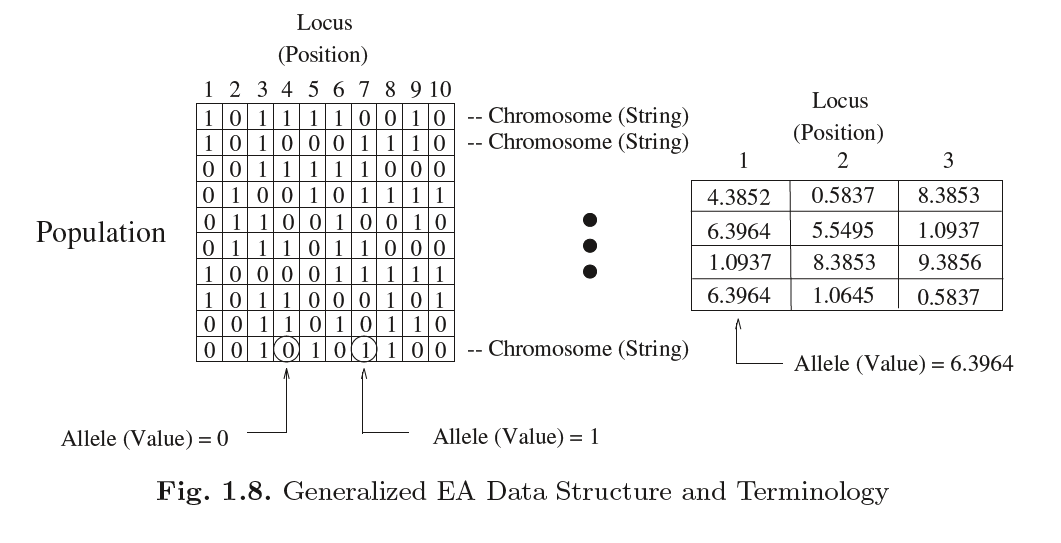 Locus
(Position)
1 2 3 4 5 6 7 8 9 10
1 0 1 1 1 1 0 0 1 0 -- Chromosome (String)
1 0 1 0 0 0 1 1 1 0 -- Chromosome (String)
0 0 1 1 1 1 1 0 0 0
0 1 0 0 1 0 1 1 1 1
0 1 1 0 0 1 0 0 1 0
0 1 1 1 0 1 1 0 0 0
1 0 0 0 0 1 1 1 1 1
1 0 1 1 0 0 0 1 0 1
0 0 1 1 0 1 0 1 1 0
0 0 1 0 1 0 1 1 0 0 -- Chromosome (String)
Population
Allele (Value) = 0
Allele (Value) = 1
Locus
(Position)
1 2 3
4.3852 0.5837 8.3853
6.3964 5.5495 1.0937
1.0937 8.3853 9.3856
6.3964 1.0645 0.5837
Allele (Value) = 6.3964
Fig. 1.8. Generalized EA Data Structure and Terminology